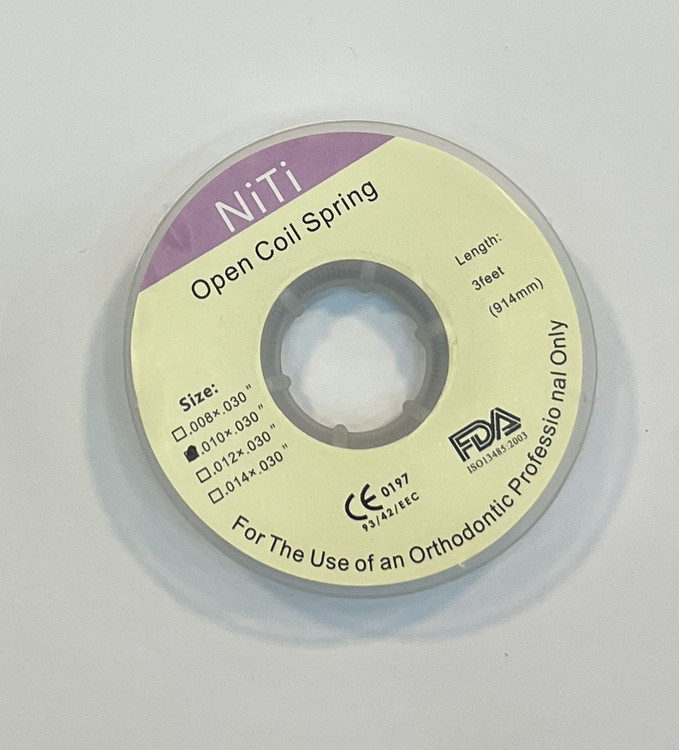 NiTi
Open Coil Spring
Length:
3feet
(914mm)
Size:
☐.008×.030"
■.010×.030"
☐.012×.030"
☐.014×.030"
CE 0197
93/42/EEC
FDA
ISO13485:2003
For The Use of an Orthodontic Professio nal Only